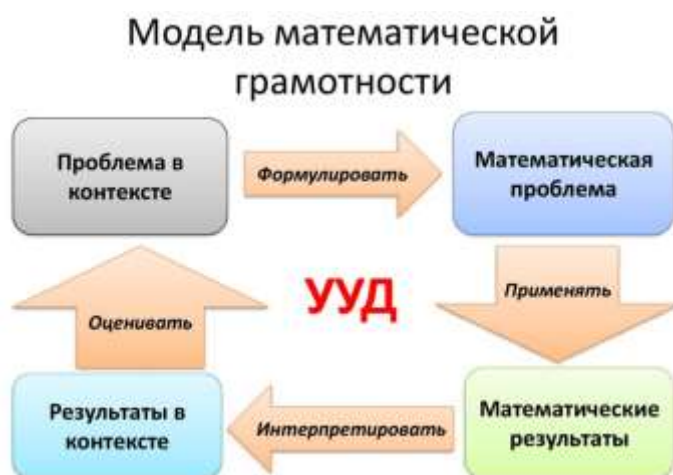 Модель математической
грамотности
Проблема в
контексте
Формулировать
Математическая
проблема
УУД
Применять
Оценивать
Результаты в
контексте
Интерпретировать
Математические
результаты